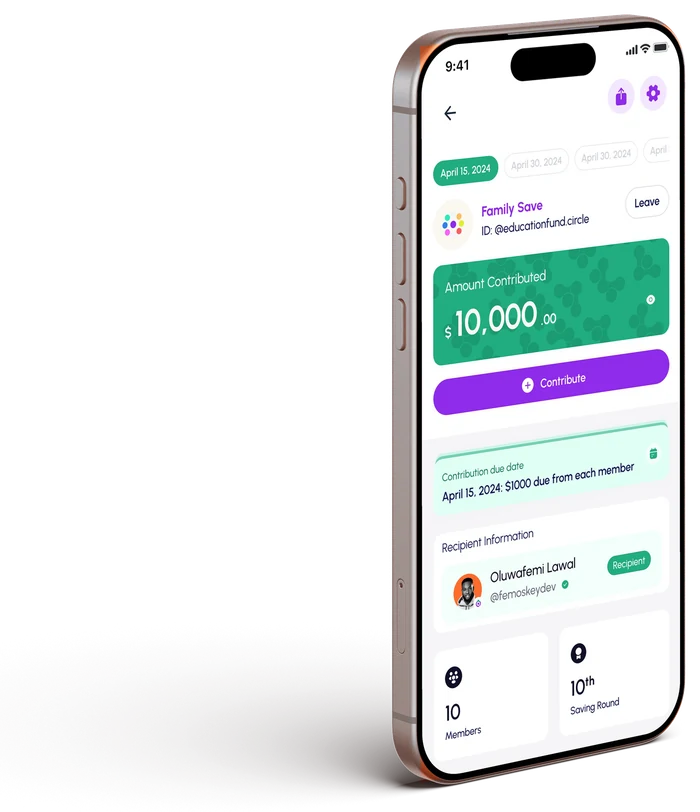 9:41
April 15, 2024
April 30, 2024
April 30, 2024
April
Family Save
Leave
ID: @educationfund.circle
Amount Contributed
$10,000.00
Contribute
Contribution due date
April 15, 2024: $1000 due from each member
Recipient Information
Oluwafemi Lawal
Recipient
@femoskeydev
10
Members
10th
Saving Round